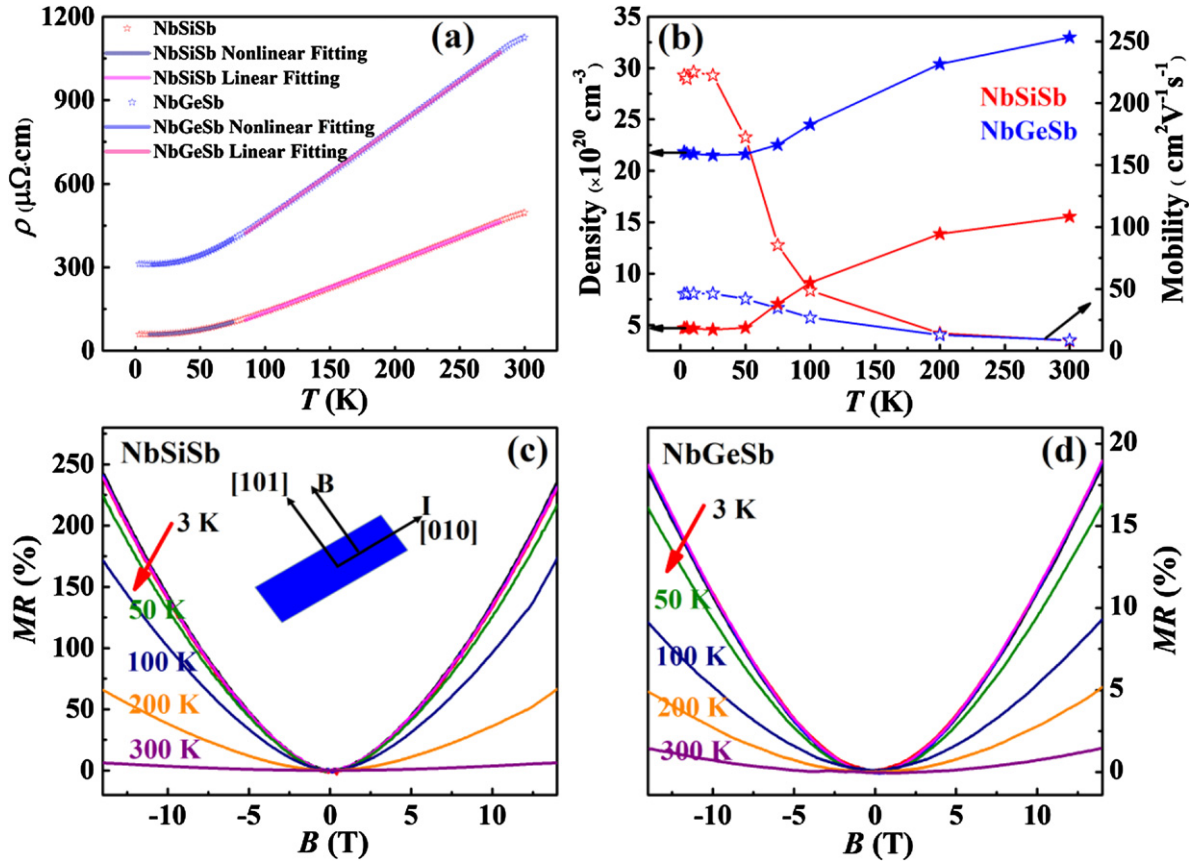 (a)
NbSiSb
NbSiSb Nonlinear Fitting
NbSiSb Linear Fitting
NbGeSb
NbGeSb Nonlinear Fitting
NbGeSb Linear Fitting
1200
900
600
300
0
ρ (μΩ·cm)
0 50 100 150 200 250 300
T (K)
(b)
NbSiSb
NbGeSb
35
30
25
20
15
10
5
Density (×10²⁰ cm⁻³
250
200
150
100
50
0
Mobility ( cm²V⁻¹s⁻¹
0 50 100 150 200 250 300
T (K)
NbSiSb
(c)
[101]
B
I
[010]
3 K
50 K
100 K
200 K
300 K
250
200
150
100
50
0
MR (%)
-10 -5 0 5 10
B (T)
NbGeSb
(d)
3 K
50 K
100 K
200 K
300 K
20
15
10
5
0
MR (%)
-10 -5 0 5 10
B (T)